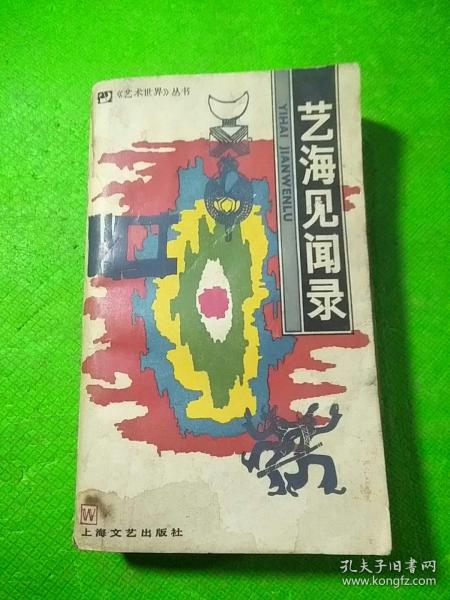 《艺术世界》丛书
艺海见闻录
YIHAI JIANWENLU
W
上海文艺出版社
孔夫子旧书网
www.kongfz.com